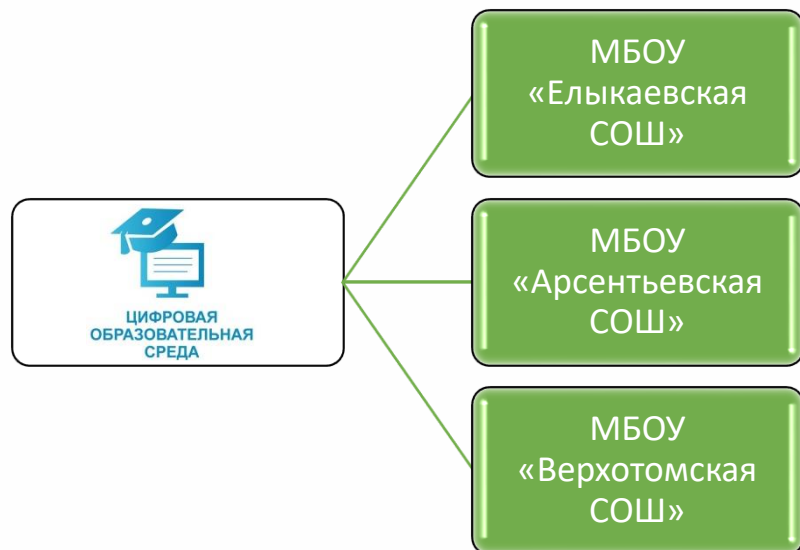 МБОУ
«Елыкаевская
СОШ»
ЦИФРОВАЯ
ОБРАЗОВАТЕЛЬНАЯ
СРЕДА
МБОУ
«Арсентьевская
СОШ»
МБОУ
«Верхотомская
СОШ»